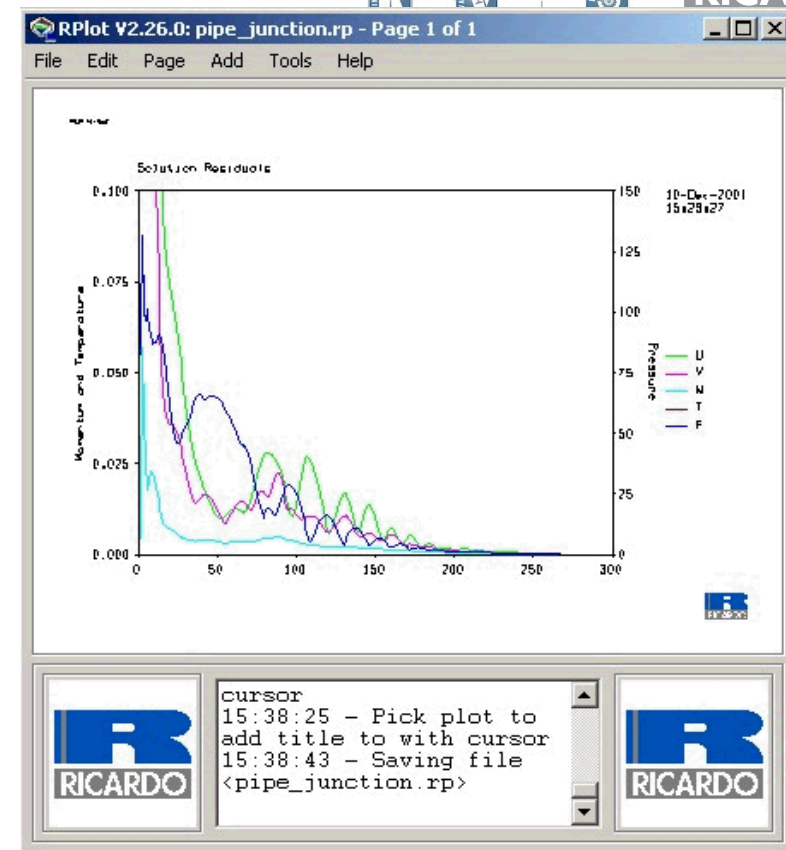 RPlot V2.26.0: pipe_junction.rp - Page 1 of 1
File Edit Page Add Tools Help
Solution Residuals
10-Dec-2001
15:29:27
0.100
0.075
0.050
0.025
0.000
Momentum and Temperature
0 50 100 150 200 250 300
150
125
100
75
50
25
0
Pressure
U
V
W
T
P
RICARDO
RICARDO
cursor
15:38:25 - Pick plot to
add title to with cursor
15:38:43 - Saving file
<pipe_junction.rp>
RICARDO